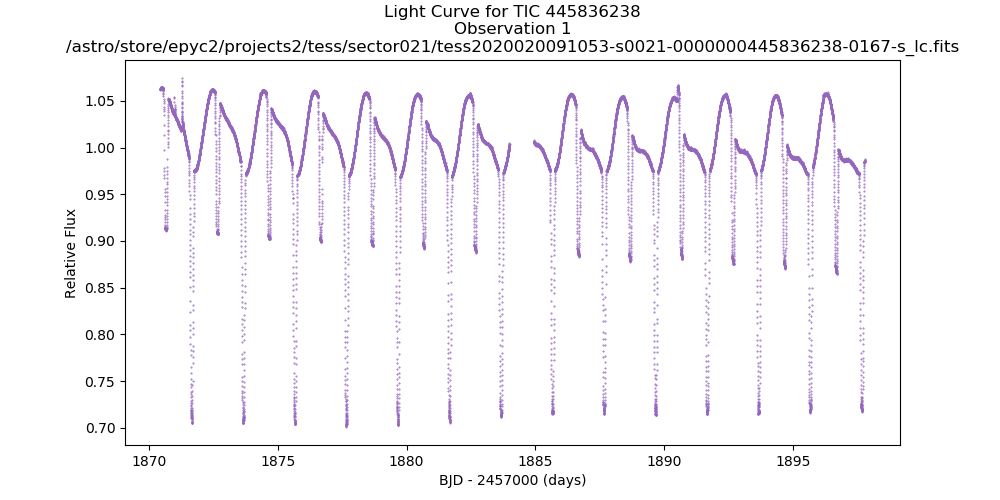 Light Curve for TIC 445836238
Observation 1
/astro/store/epyc2/projects2/tess/sector021/tess2020020091053-s0021-0000000445836238-0167-s_lc.fits
1.05
1.00
0.95
0.90
0.85
0.80
0.75
0.70
Relative Flux
1870
1875
1880
1885
1890
1895
BJD - 2457000 (days)